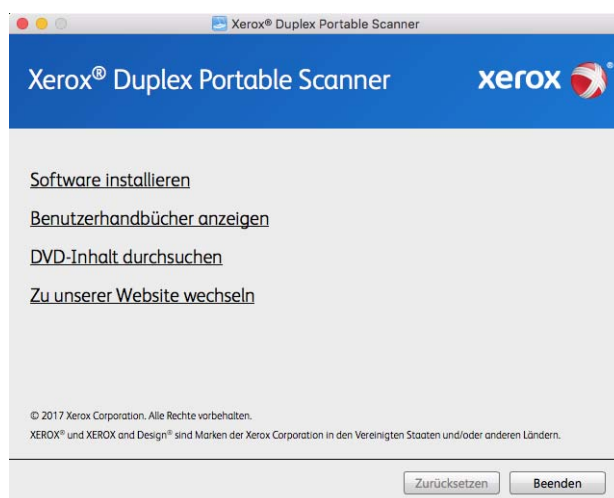 Xerox® Duplex Portable Scanner
Xerox® Duplex Portable Scanner
xerox ®
Software installieren
Benutzerhandbücher anzeigen
DVD-Inhalt durchsuchen
Zu unserer Website wechseln
© 2017 Xerox Corporation. Alle Rechte vorbehalten.
XEROX® und XEROX and Design® sind Marken der Xerox Corporation in den Vereinigten Staaten und/oder anderen Ländern.
Zurücksetzen Beenden